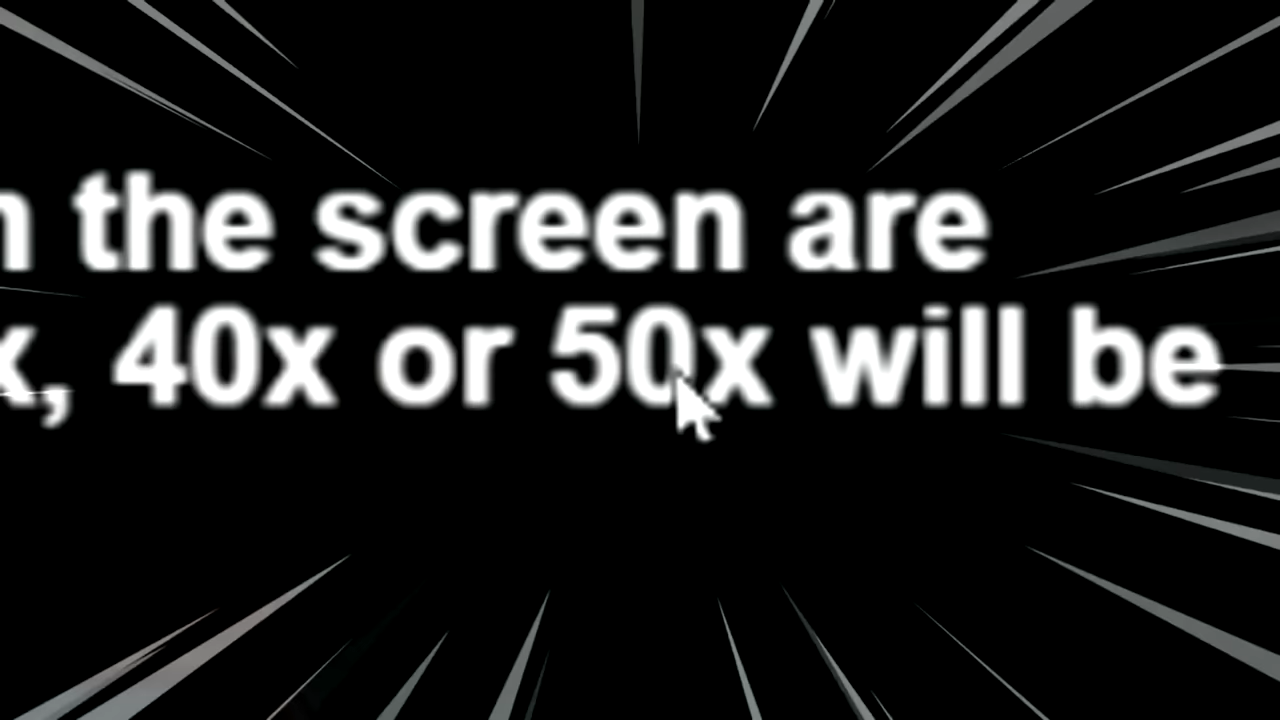 the screen are
40x or 50x will be